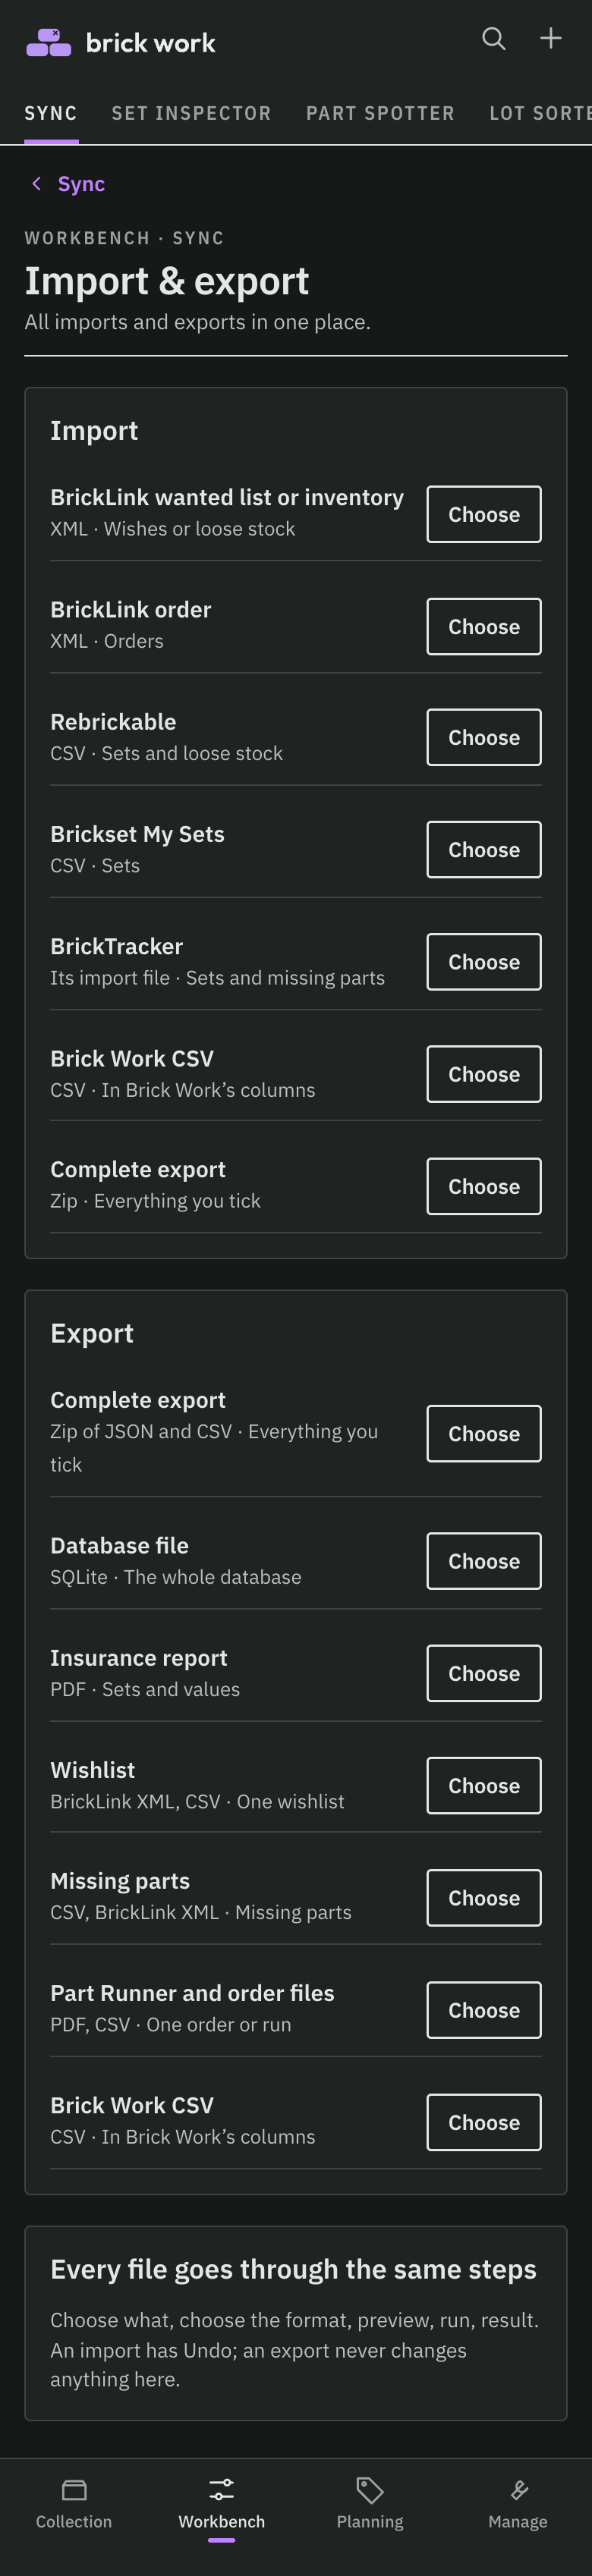 brick work
SYNC SET INSPECTOR PART SPOTTER LOT SORTE
Sync
WORKBENCH · SYNC
Import & export
All imports and exports in one place.
Import
BrickLink wanted list or inventory
XML · Wishes or loose stock
Choose
BrickLink order
XML · Orders
Choose
Rebrickable
CSV · Sets and loose stock
Choose
Brickset My Sets
CSV · Sets
Choose
BrickTracker
Its import file · Sets and missing parts
Choose
Brick Work CSV
CSV · In Brick Work’s columns
Choose
Complete export
Zip · Everything you tick
Choose
Export
Complete export
Zip of JSON and CSV · Everything you
tick
Choose
Database file
SQLite · The whole database
Choose
Insurance report
PDF · Sets and values
Choose
Wishlist
BrickLink XML, CSV · One wishlist
Choose
Missing parts
CSV, BrickLink XML · Missing parts
Choose
Part Runner and order files
PDF, CSV · One order or run
Choose
Brick Work CSV
CSV · In Brick Work’s columns
Choose
Every file goes through the same steps
Choose what, choose the format, preview, run, result.
An import has Undo; an export never changes
anything here.
Collection Workbench Planning Manage